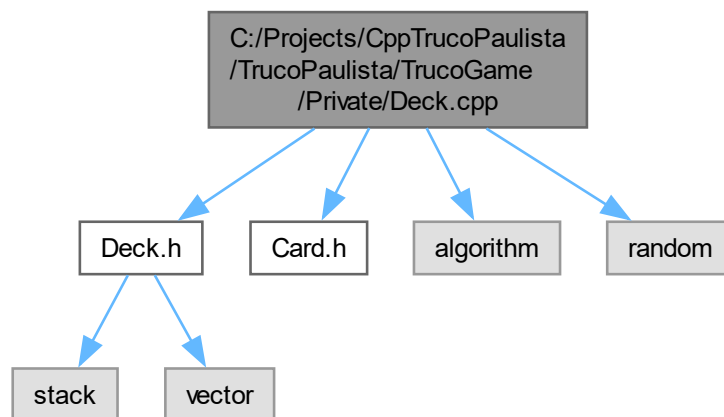 C:/Projects/CppTrucoPaulista
/TrucoPaulista/TrucoGame
/Private/Deck.cpp
Deck.h
Card.h
algorithm
random
stack
vector